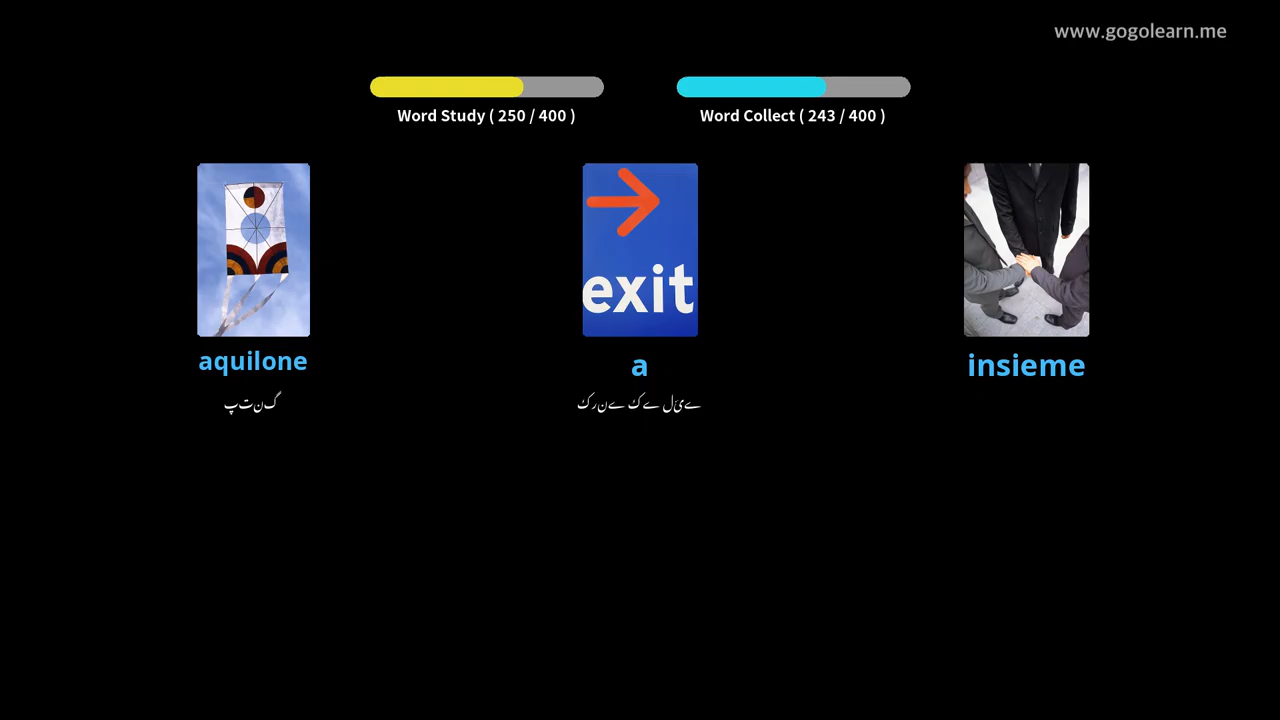 www.gogolearn.me
Word Study ( 250 / 400 )
Word Collect ( 243 / 400 )
exit
aquilone
a
insieme
پتنگ
کرنے کے لئے